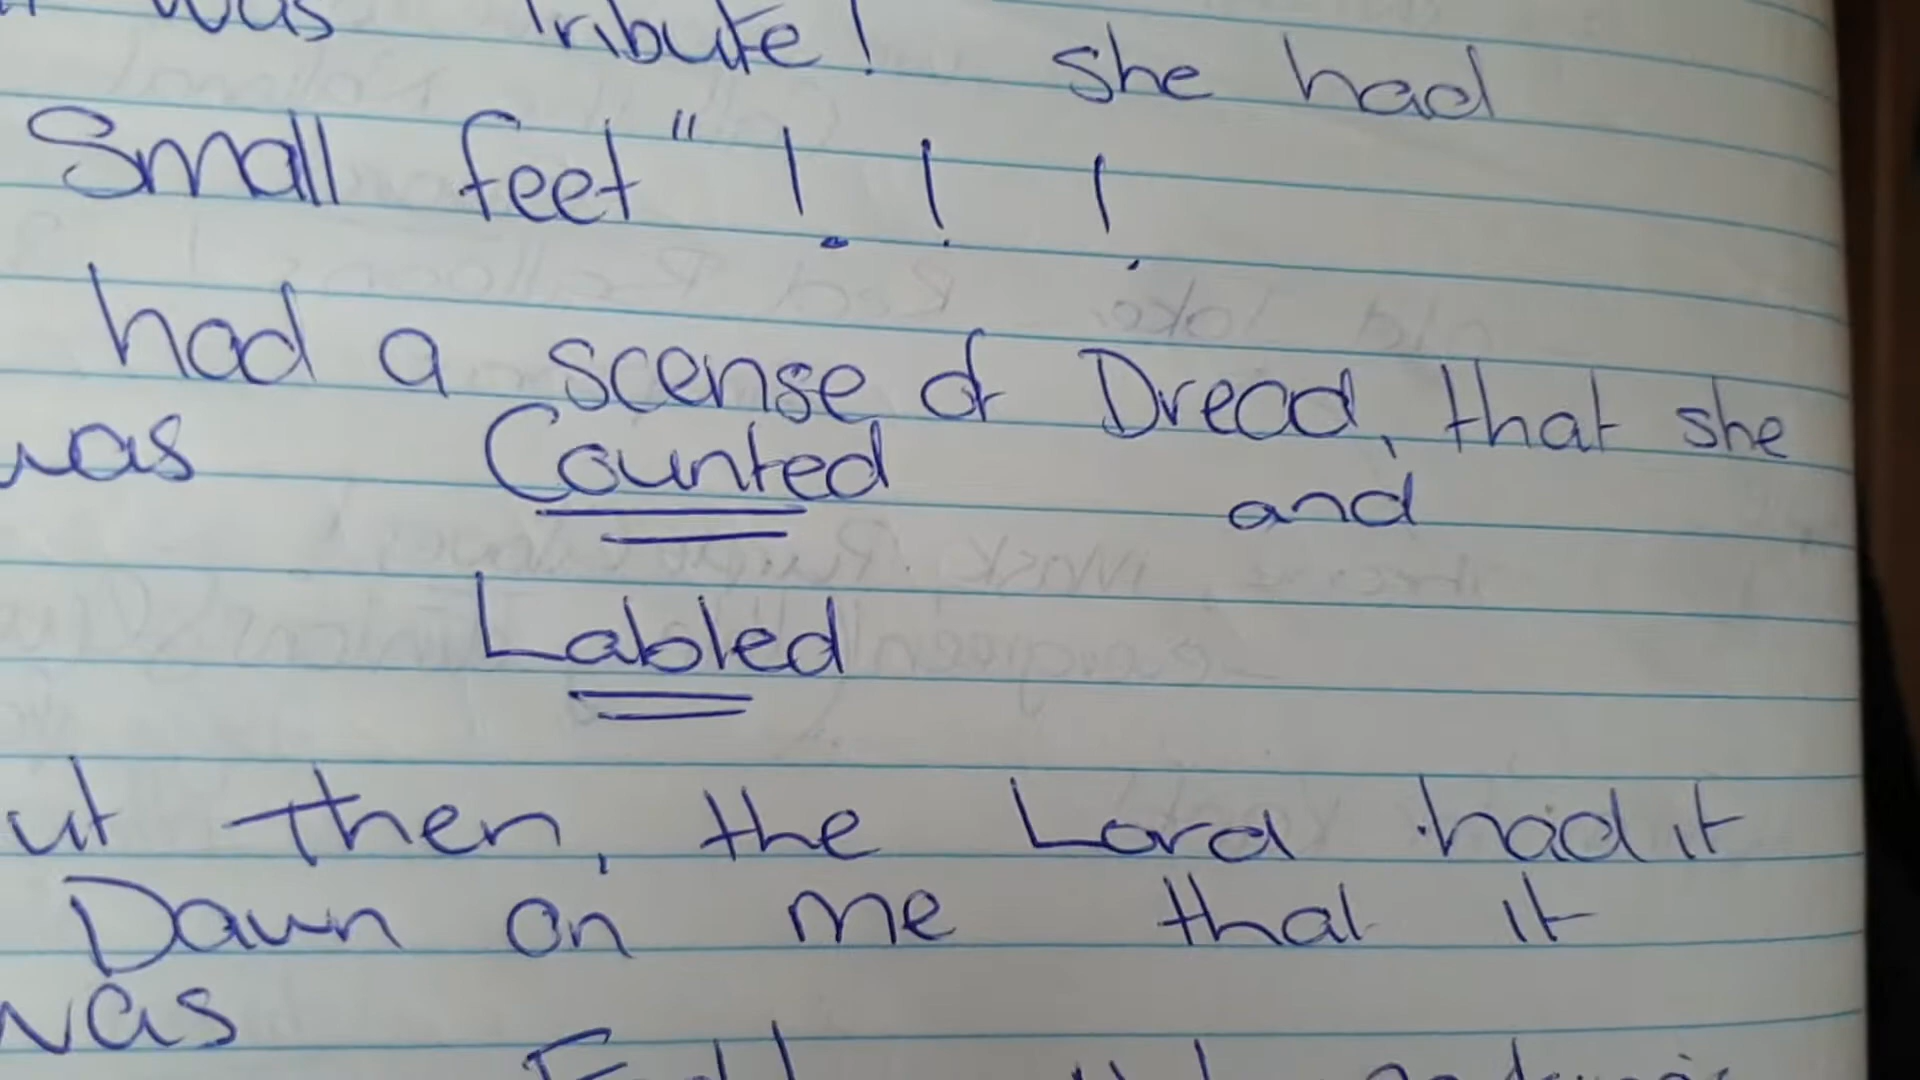 was Tribute! she had
Small feet" ! ! !
had a scense of Dread, that she
was Counted and
Labled
then, the Lord had it
Dawn on me that it
was